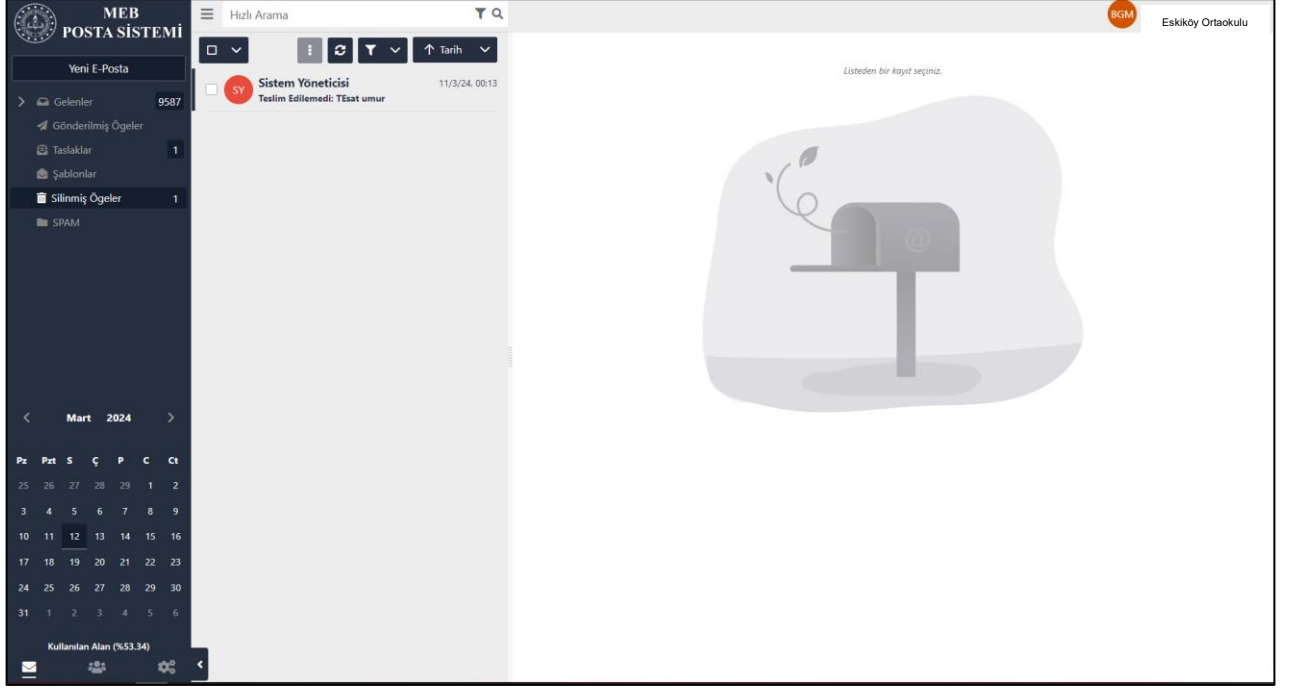 MEB
POSTA SİSTEMİ
Yeni E-Posta
Gelenler 9587
Gönderilmiş Ögeler
Taslaklar 1
Şablonlar
Silinmiş Ögeler 1
SPAM
Mart 2024
Pz Pzt S Ç P C Ct
25 26 27 28 29 1 2
3 4 5 6 7 8 9
10 11 12 13 14 15 16
17 18 19 20 21 22 23
24 25 26 27 28 29 30
31 1 2 3 4 5 6
Kullanılan Alan (%53.34)
Hızlı Arama
Tarih
SY
Sistem Yöneticisi 11/3/24, 00:13
Teslim Edilemedi: TEsat umur
BGM
Eskiköy Ortaokulu
Listeden bir kayıt seçiniz.
@